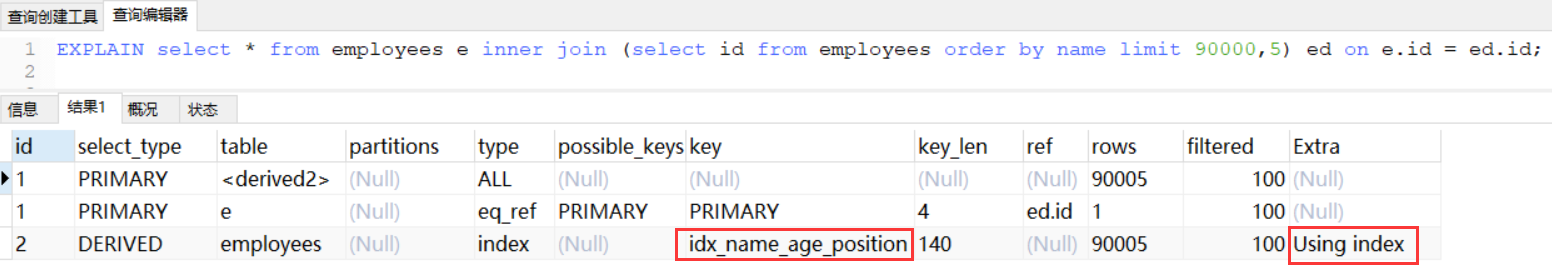 查询创建工具 查询编辑器
1 EXPLAIN select * from employees e inner join (select id from employees order by name limit 90000,5) ed on e.id = ed.id;
2
信息 结果1 概况 状态
id select_type table partitions type possible_keys key key_len ref rows filtered Extra
1 PRIMARY <derived2> (Null) ALL (Null) (Null) (Null) (Null) 90005 100 (Null)
1 PRIMARY e (Null) eq_ref PRIMARY PRIMARY 4 ed.id 1 100 (Null)
2 DERIVED employees (Null) index (Null) idx_name_age_position 140 (Null) 90005 100 Using index